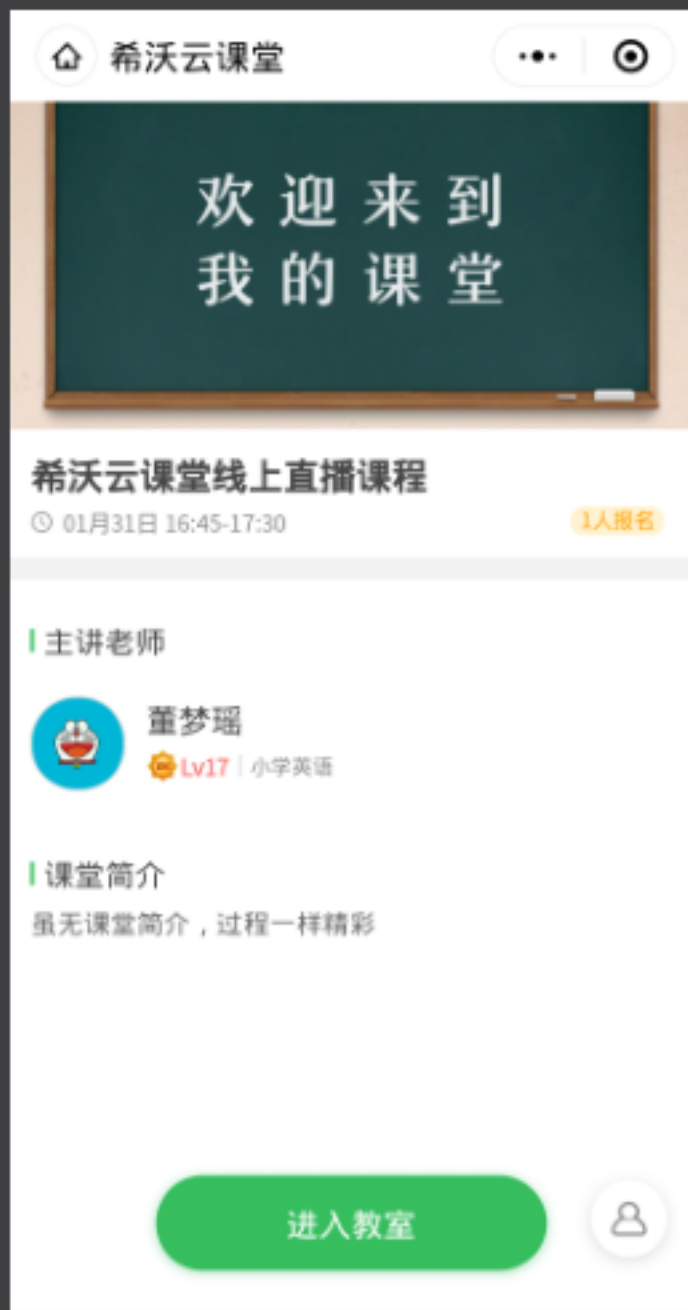 希沃云课堂
欢迎来到
我的课堂
希沃云课堂线上直播课程
01月31日 16:45-17:30
1人报名
主讲老师
董梦瑶
Lv17 小学英语
课堂简介
虽无课堂简介，过程一样精彩
进入教室